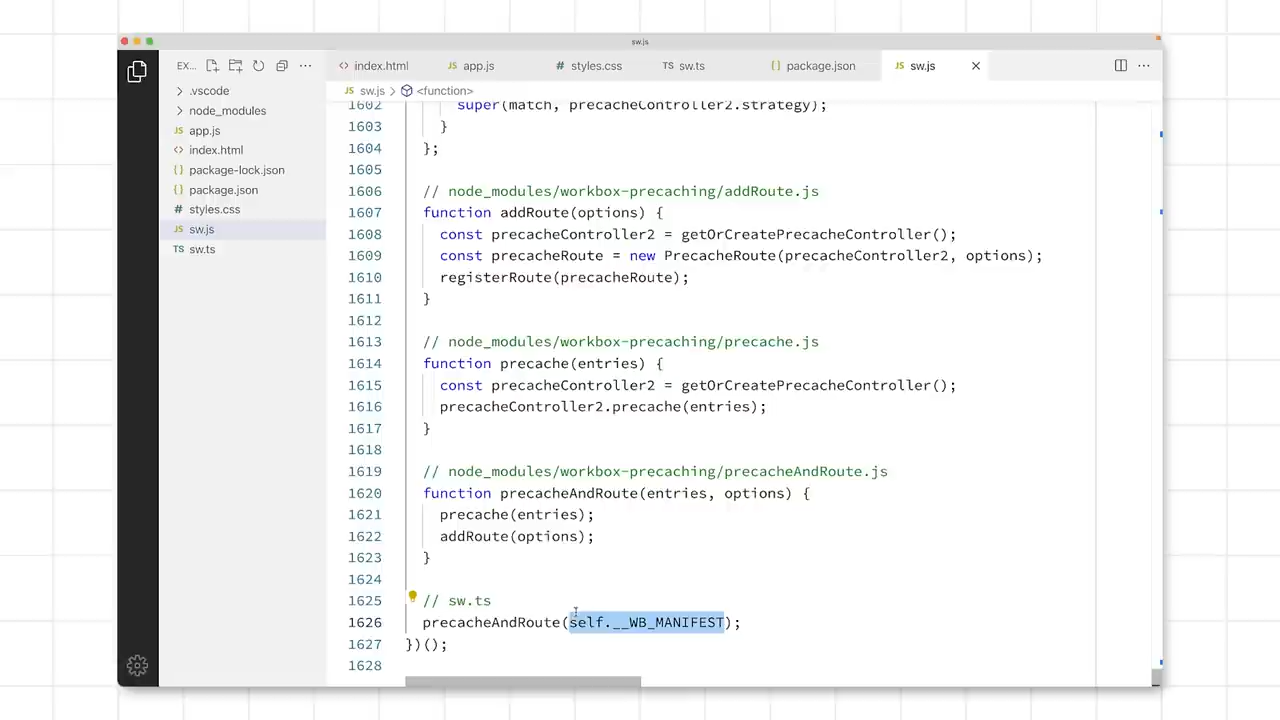 sw.js
EX...
.vscode
node_modules
app.js
index.html
package-lock.json
package.json
styles.css
sw.js
sw.ts
index.html
app.js
styles.css
sw.ts
package.json
sw.js
sw.js > <function>
1602 super(match, precacheController2.strategy);
1603 }
1604 };
1605
1606 // node_modules/workbox-precaching/addRoute.js
1607 function addRoute(options) {
1608 const precacheController2 = getOrCreatePrecacheController();
1609 const precacheRoute = new PrecacheRoute(precacheController2, options);
1610 registerRoute(precacheRoute);
1611 }
1612
1613 // node_modules/workbox-precaching/precache.js
1614 function precache(entries) {
1615 const precacheController2 = getOrCreatePrecacheController();
1616 precacheController2.precache(entries);
1617 }
1618
1619 // node_modules/workbox-precaching/precacheAndRoute.js
1620 function precacheAndRoute(entries, options) {
1621 precache(entries);
1622 addRoute(options);
1623 }
1624
1625 // sw.ts
1626 precacheAndRoute(self.__WB_MANIFEST);
1627 })();
1628